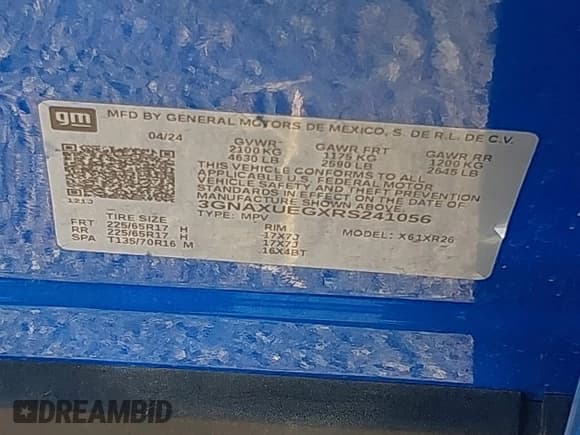 gm
MFD BY GENERAL MOTORS DE MEXICO, S. DE R.L. DE C.V.
04/24 GVWR GAWR FRT GAWR RR
2100 KG 1175 KG 1200 KG
4630 LB 2590 LB 2645 LB
THIS VEHICLE CONFORMS TO ALL
APPLICABLE U.S. FEDERAL MOTOR
VEHICLE SAFETY AND THEFT PREVENTION
STANDARDS IN EFFECT ON THE DATE OF
MANUFACTURE SHOWN ABOVE.
1213
3GNAXUEGXRS241056
TYPE: MPV MODEL: X61XR26
TIRE SIZE RIM
FRT 225/65R17 H 17X7J
RR 225/65R17 H 17X7J
SPA T135/70R16 M 16X4BT
DREAMBID